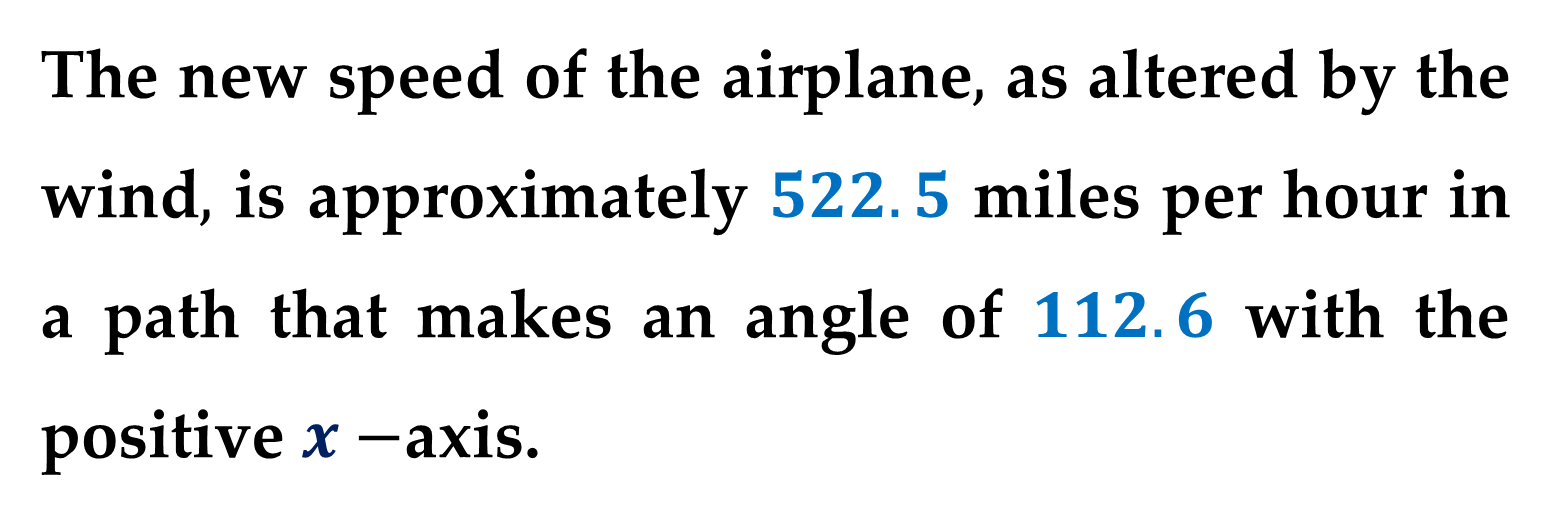 The new speed of the airplane, as altered by the
wind, is approximately 522.5 miles per hour in
a path that makes an angle of 112.6 with the
positive x −axis.